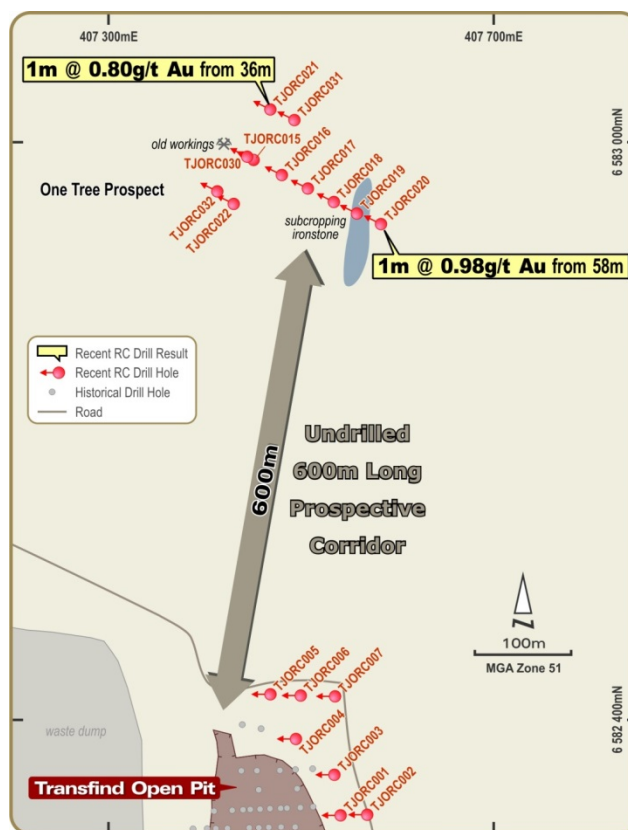 407 300mE
407 700mE
1m @ 0.80g/t Au from 36m
TJORC021
TJORC031
6 583 000mN
old workings
TJORC015
TJORC016
TJORC030
TJORC017
TJORC018
TJORC019
TJORC020
One Tree Prospect
TJORC032
TJORC022
subcropping
ironstone
1m @ 0.98g/t Au from 58m
Recent RC Drill Result
Recent RC Drill Hole
Historical Drill Hole
Road
600m
Undrilled
600m Long
Prospective
Corridor
N
100m
MGA Zone 51
TJORC005
TJORC006
TJORC007
6 582 400mN
waste dump
TJORC004
TJORC003
Transfind Open Pit
TJORC001
TJORC002